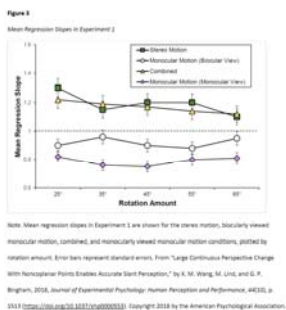 Figure 3
Mean Regression Slopes in Experiment 1
Stereo Motion
Monocular Motion (Binocular View)
Combined
Monocular Motion (Monocular View)
Mean Regression Slope
1
Rotation Amount
Note. Mean regression slopes in Experiment 1 are shown for the stereo motion, biocularly viewed
monocular motion, combined, and monocularly viewed monocular motion conditions, plotted by
rotation amount. Error bars represent standard errors. From "Large Continuous Perspective Change
With Noncoplanar Points Enables Accurate Slant Perception," by X. M. Wang, M. Lind, and G. P.
Bingham, 2018, Journal of Experimental Psychology: Human Perception and Performance, 44(10), p.
1513 (https://doi.org/10.1037/xhp0000553). Copyright 2018 by the American Psychological Association.